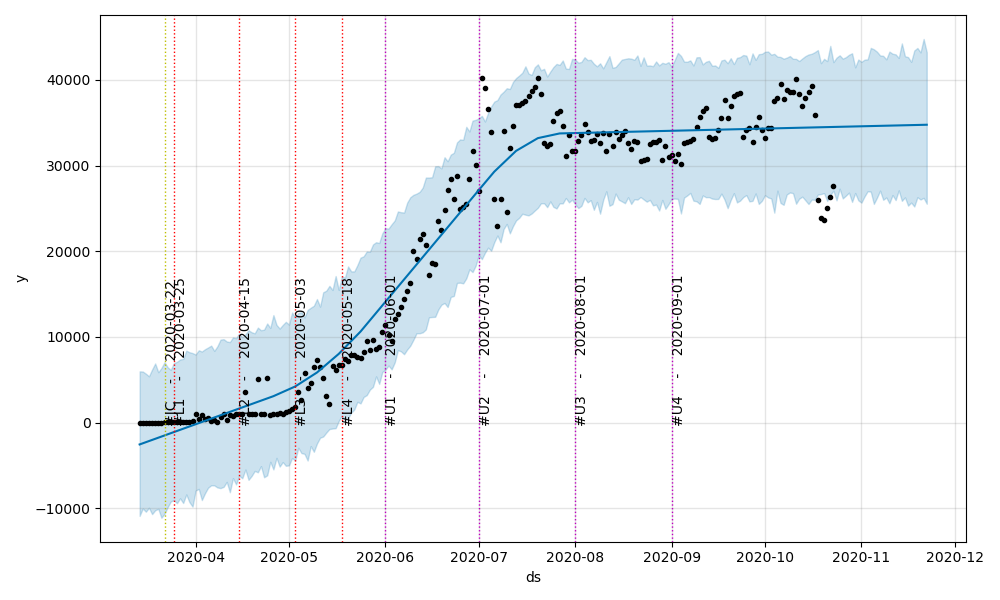 40000
30000
20000
10000
0
−10000
y
#JC - 2020-03-22
#L1 - 2020-03-25
#L2 - 2020-04-15
#L3 - 2020-05-03
#L4 - 2020-05-18
#U1 - 2020-06-01
#U2 - 2020-07-01
#U3 - 2020-08-01
#U4 - 2020-09-01
2020-04 2020-05 2020-06 2020-07 2020-08 2020-09 2020-10 2020-11 2020-12
ds